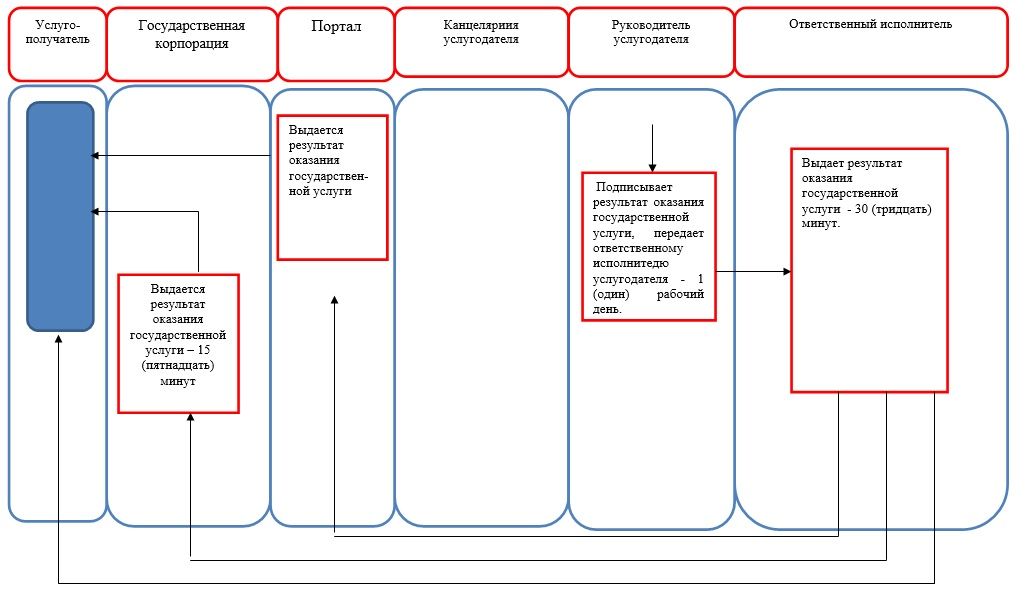 Услуго-
получатель
Государственная
корпорация
Портал
Канцеляриия
услугодателя
Руководитель
услугодателя
Ответственный исполнитель
Выдается
результат
оказания
государствен-
ной услуги
Выдается
результат
оказания
государственной
услуги – 15
(пятнадцать)
минут
Подписывает
результат оказания
государственной
услуги, передает
ответственному
исполнитедю
услугодателя - 1
(один) рабочий
день.
Выдает результат
оказания
государственной
услуги - 30 (тридцать)
минут.